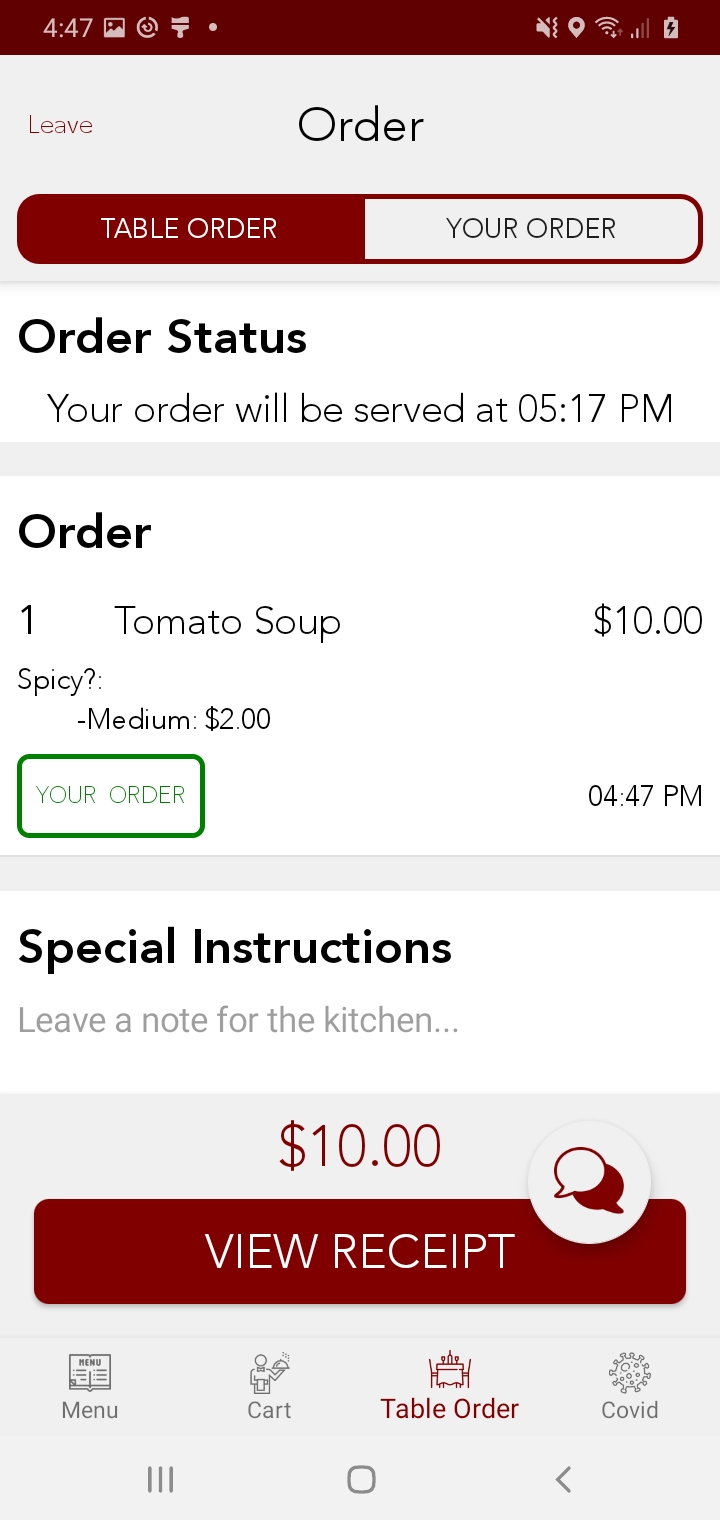 4:47
Leave
Order
TABLE ORDER
YOUR ORDER
Order Status
Your order will be served at 05:17 PM
Order
1 Tomato Soup $10.00
Spicy?:
-Medium: $2.00
YOUR ORDER
04:47 PM
Special Instructions
Leave a note for the kitchen...
$10.00
VIEW RECEIPT
MENU
Menu
Cart
Table Order
Covid